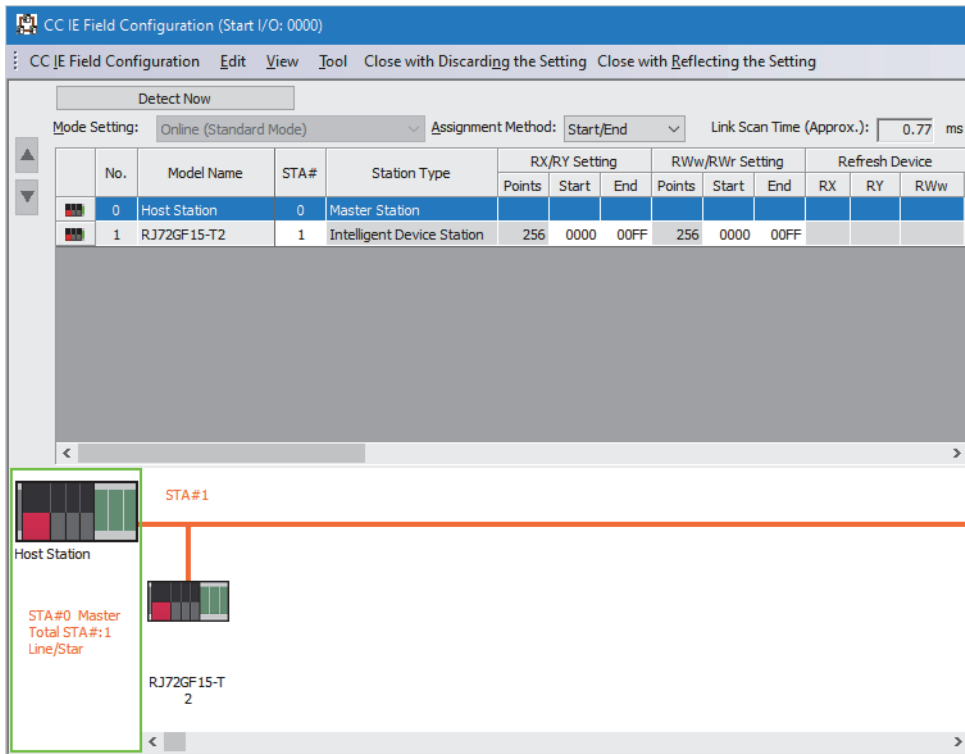 CC IE Field Configuration (Start I/O: 0000)
CC IE Field Configuration Edit View Tool Close with Discarding the Setting Close with Reflecting the Setting
Detect Now
Mode Setting: Online (Standard Mode) Assignment Method: Start/End Link Scan Time (Approx.): 0.77 ms
No. Model Name STA# Station Type RX/RY Setting RWw/RWr Setting Refresh Device
Points Start End Points Start End RX RY RWw
0 Host Station 0 Master Station
1 RJ72GF15-T2 1 Intelligent Device Station 256 0000 00FF 256 0000 00FF
STA#1
Host Station
STA#0 Master
Total STA#:1
Line/Star
RJ72GF15-T
2